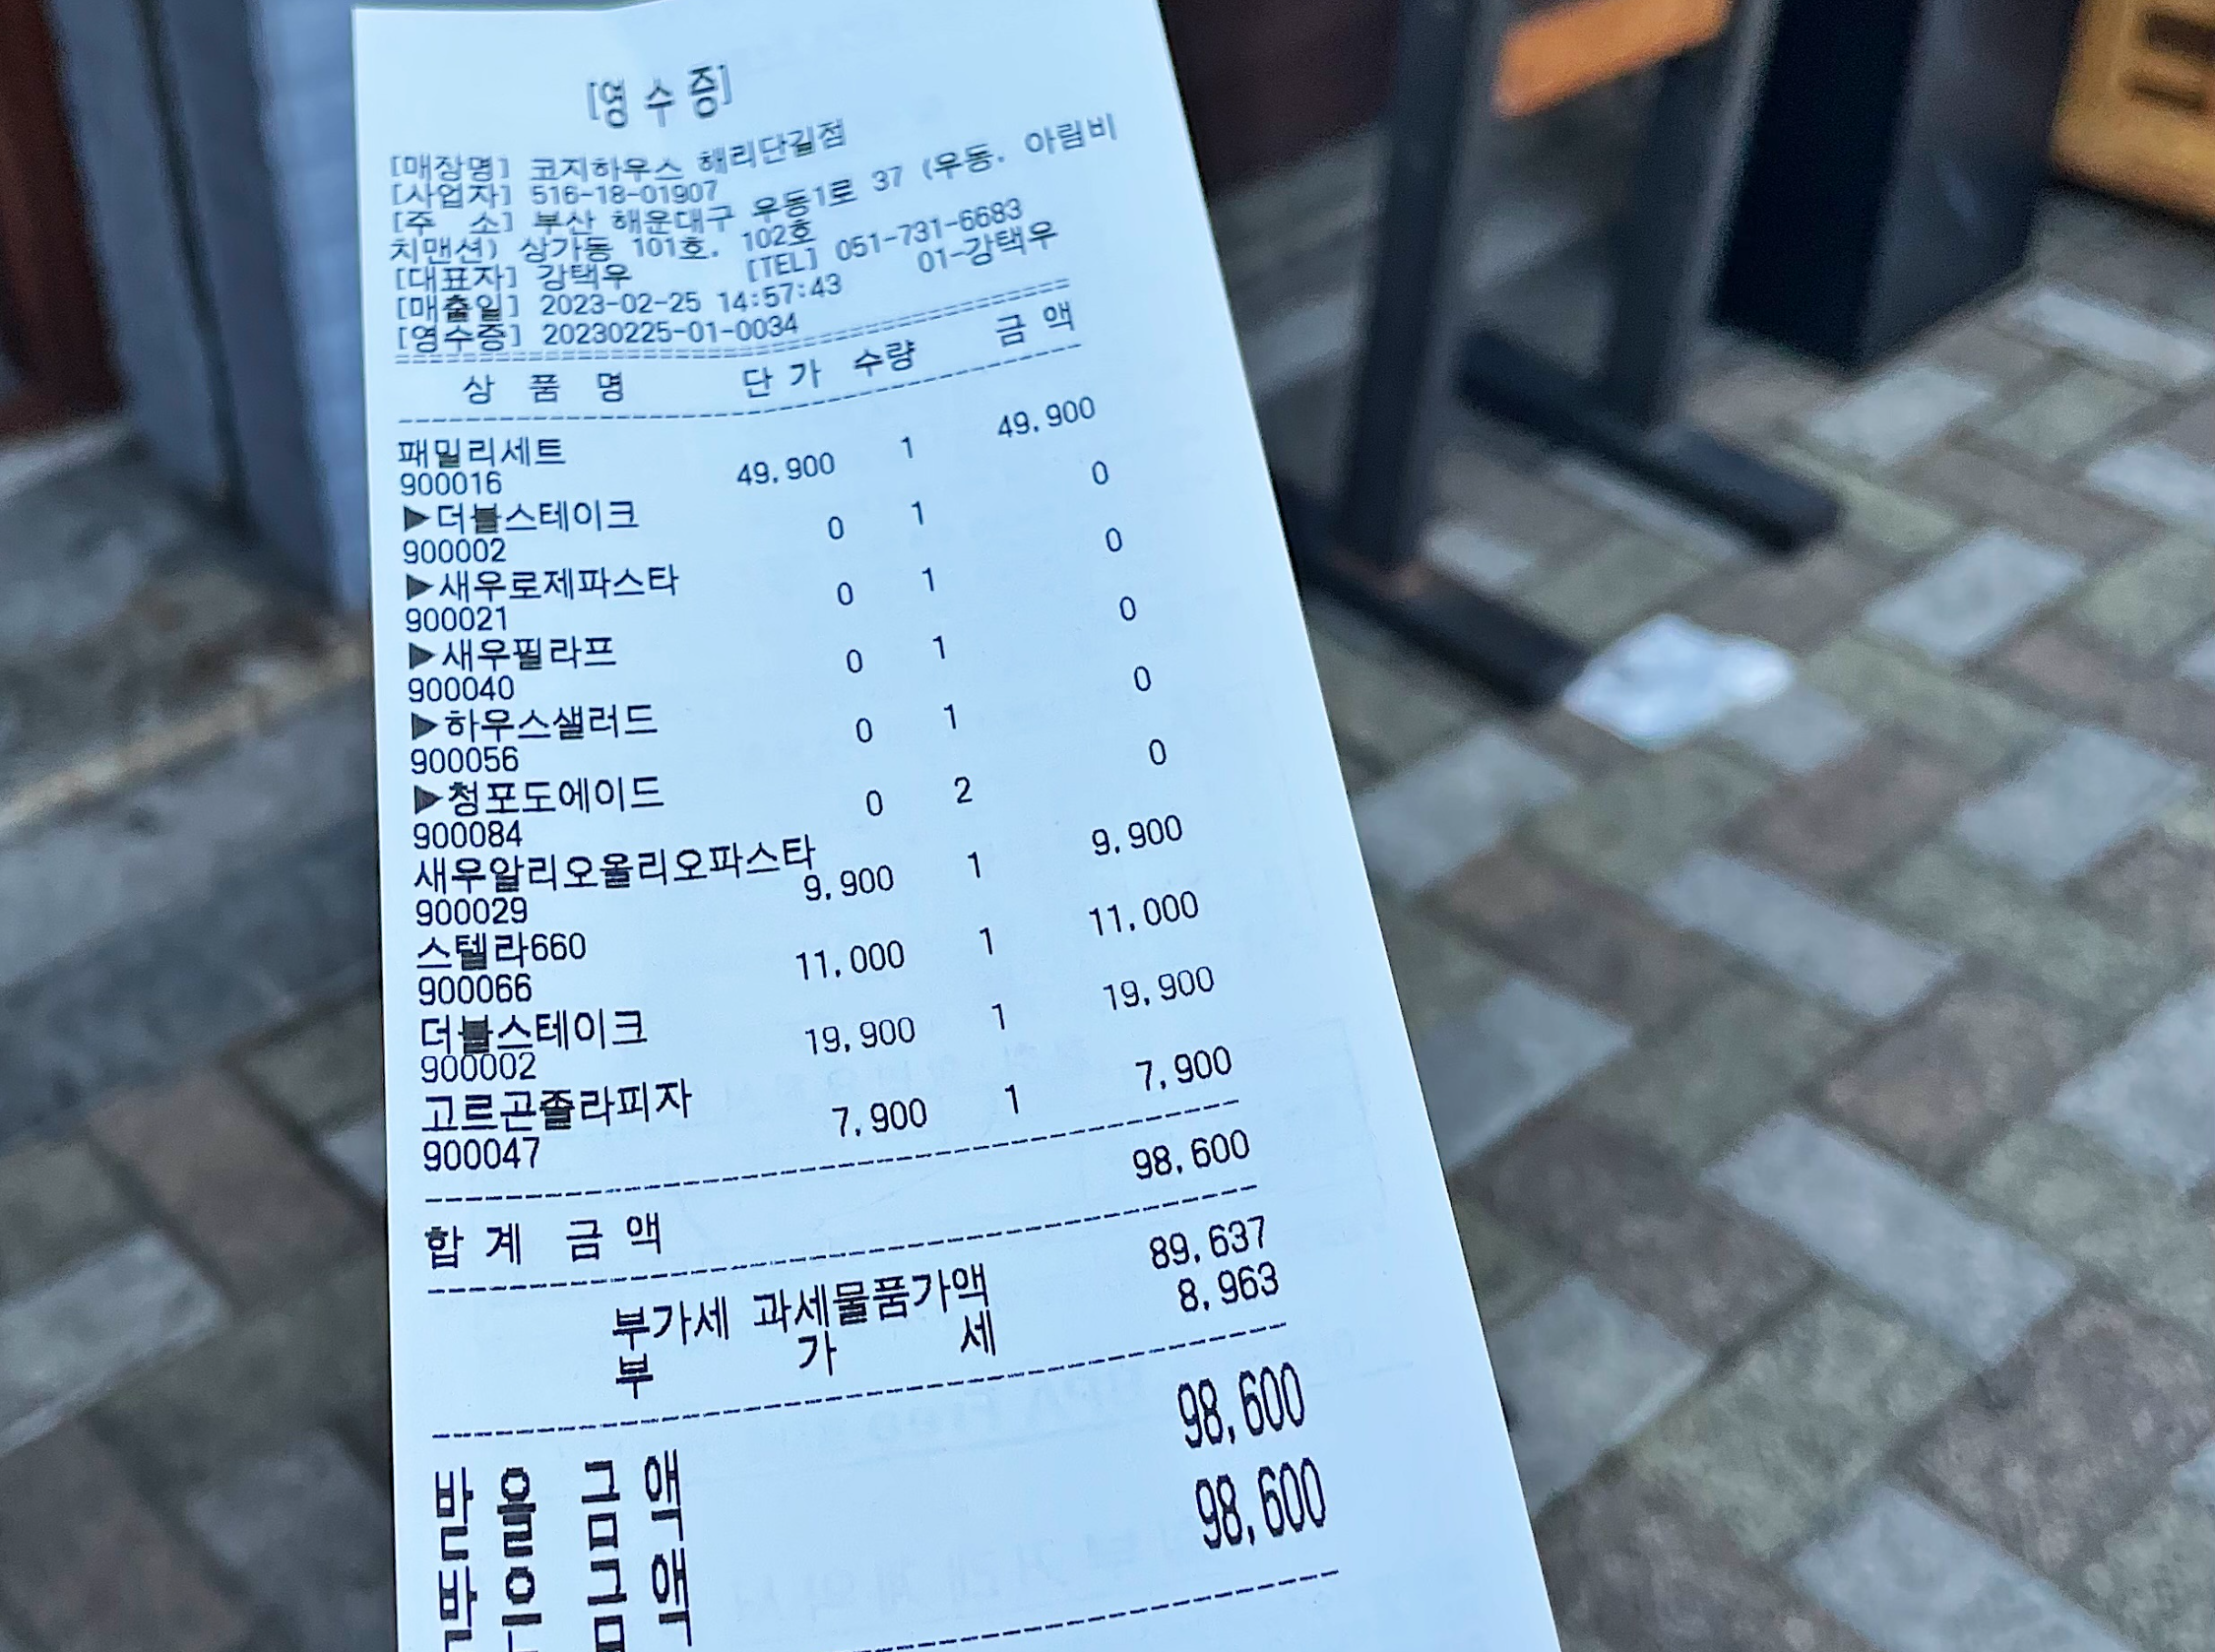 [영 수 증]
[매장명] 코지하우스 해리단길점
[사업자] 516-18-01907
[주 소] 부산 해운대구 우동1로 37 (우동, 아림비
치맨션) 상가동 101호, 102호
[대표자] 강택우 [TEL] 051-731-6683
[매출일] 2023-02-25 14:57:43 01-강택우
[영수증] 20230225-01-0034
상 품 명 단 가 수량 금 액
패밀리세트
900016 49,900 1 49,900
▶더블스테이크
900002 0 1 0
▶새우로제파스타
900021 0 1 0
▶새우필라프
900040 0 1 0
▶하우스샐러드
900056 0 1 0
▶청포도에이드
900084 0 2 0
새우알리오올리오파스타
900029 9,900 1 9,900
스텔라660
900066 11,000 1 11,000
더블스테이크
900002 19,900 1 19,900
고르곤졸라피자
900047 7,900 1 7,900
합 계 금 액 98,600
부가세 과세물품가액 89,637
부 가 세 8,963
받 을 금 액 98,600
받 은 금 액 98,600